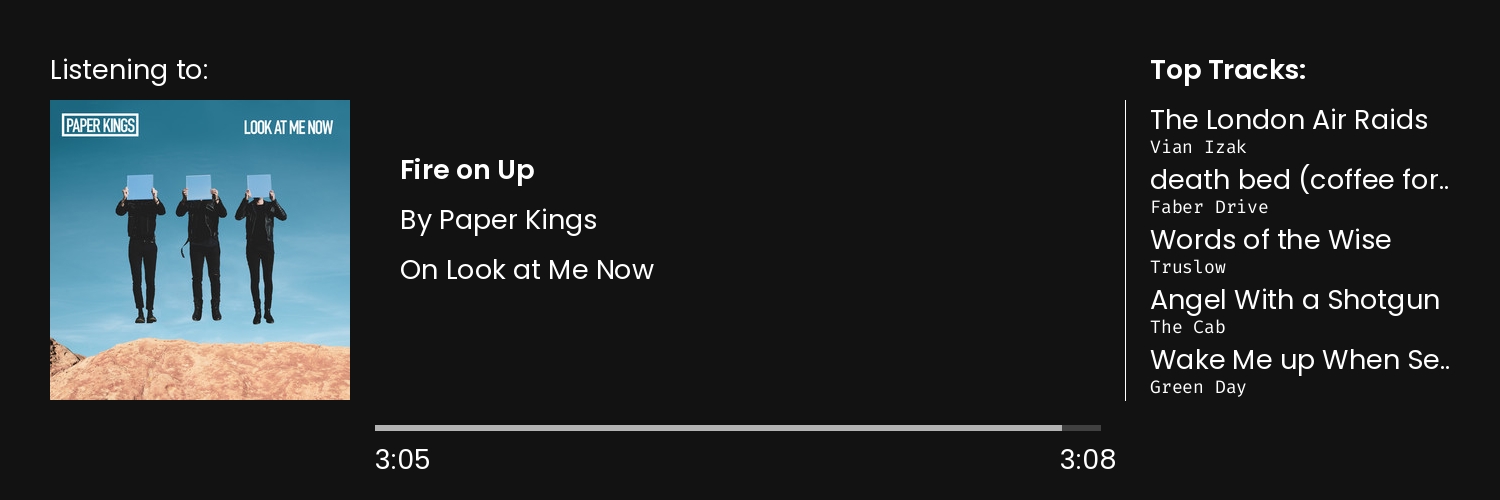 Listening to:
PAPER KINGS
LOOK AT ME NOW
Fire on Up
By Paper Kings
On Look at Me Now
3:05
3:08
Top Tracks:
The London Air Raids
Vian Izak
death bed (coffee for..
Faber Drive
Words of the Wise
Truslow
Angel With a Shotgun
The Cab
Wake Me up When Se..
Green Day